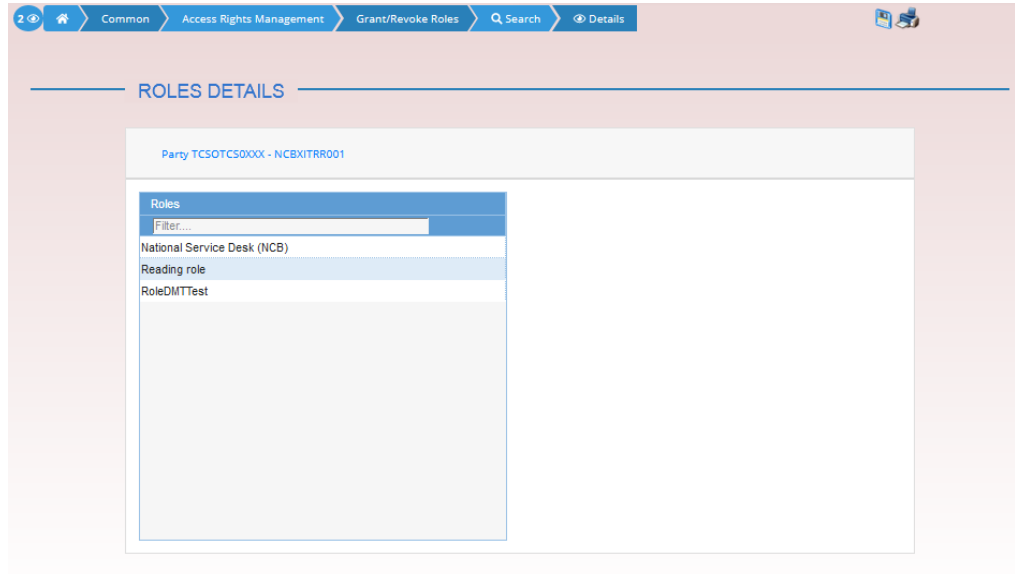 2 Common Access Rights Management Grant/Revoke Roles Search Details
ROLES DETAILS
Party TCSOTCS0XXX - NCBXITRR001
Roles
Filter....
National Service Desk (NCB)
Reading role
RoleDMTTest